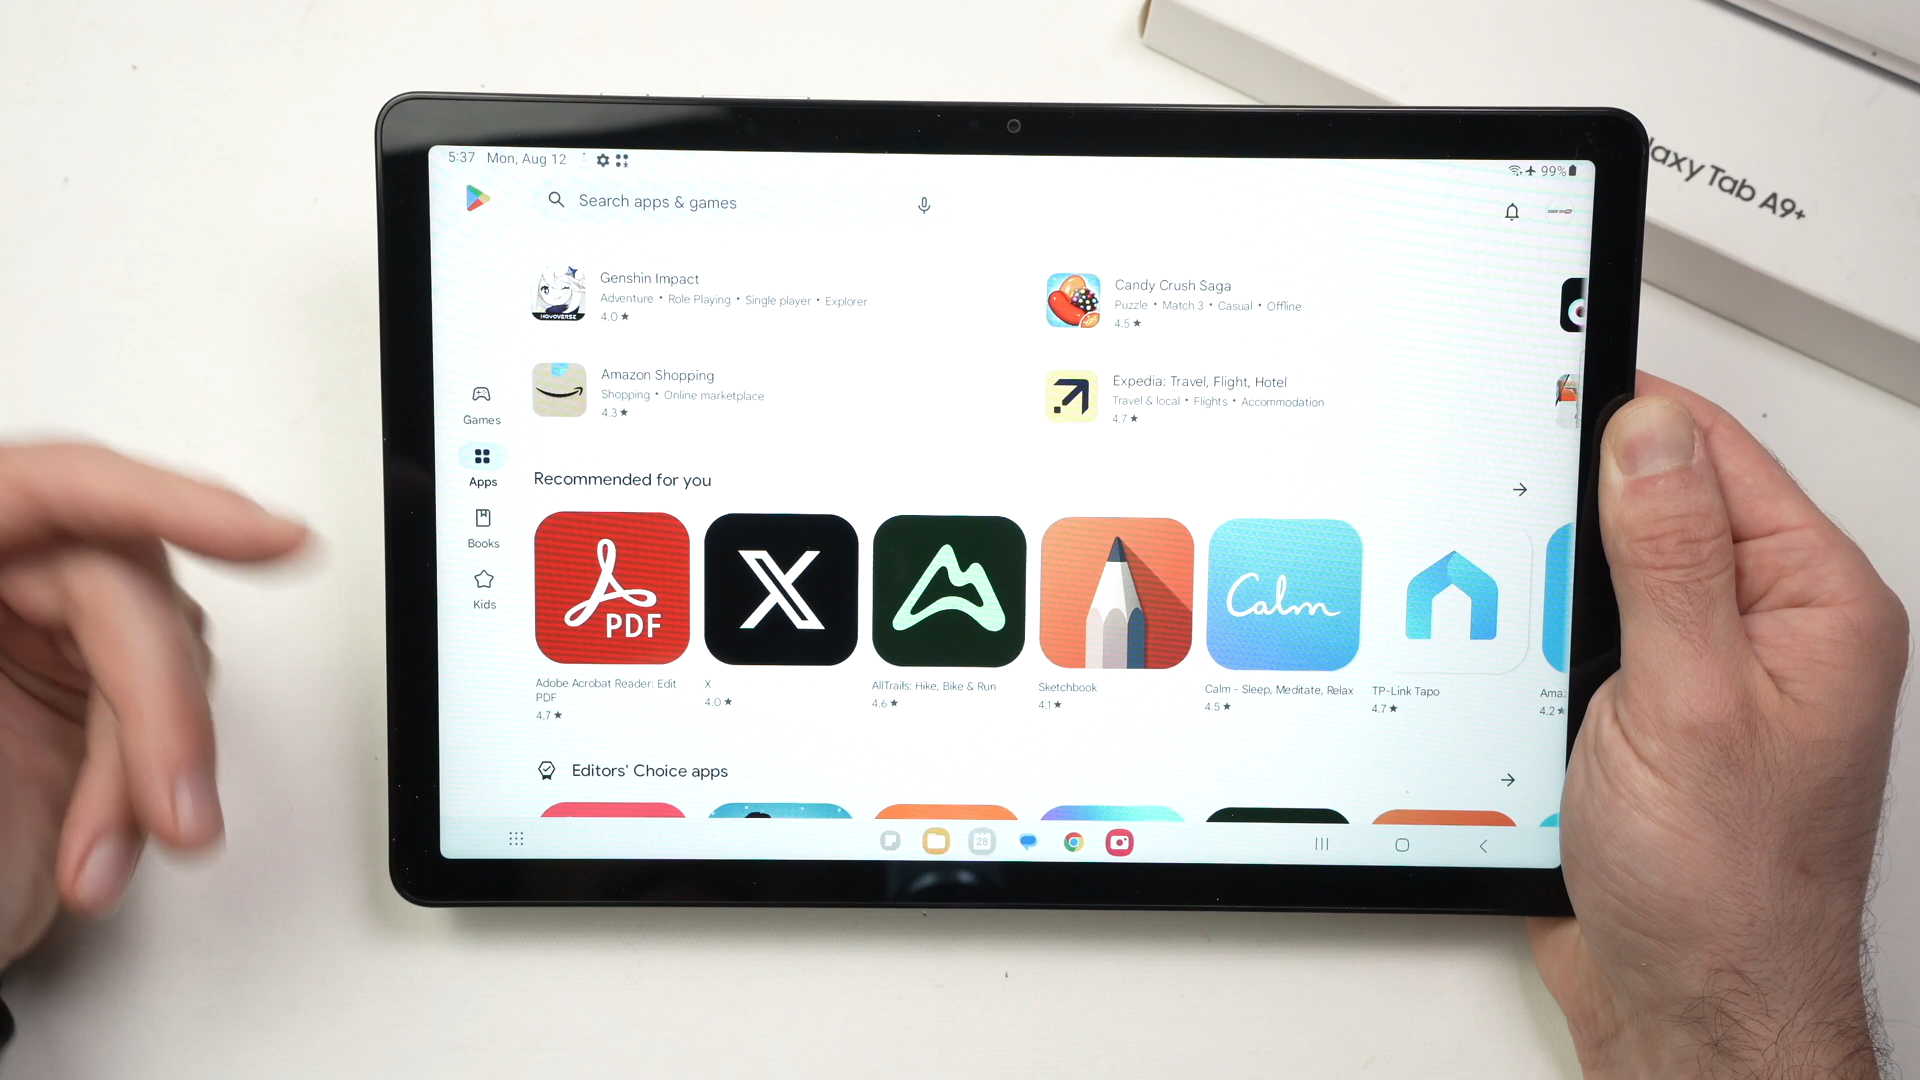 5:37 Mon, Aug 12
99%
Search apps & games
Tab A9+
Genshin Impact
Adventure • Role Playing • Single player • Explorer
4.0 ★
HOYOVERSE
Candy Crush Saga
Puzzle • Match 3 • Casual • Offline
4.5 ★
Amazon Shopping
Shopping • Online marketplace
4.3 ★
Expedia: Travel, Flight, Hotel
Travel & local • Flights • Accommodation
4.7 ★
Games
Apps
Books
Kids
Recommended for you
PDF
X
Calm
Adobe Acrobat Reader: Edit
PDF
4.7 ★
X
4.0 ★
AllTrails: Hike, Bike & Run
4.6 ★
Sketchbook
4.1 ★
Calm - Sleep, Meditate, Relax
4.5 ★
TP-Link Tapo
4.7 ★
Ama
4.2 ★
Editors' Choice apps
28